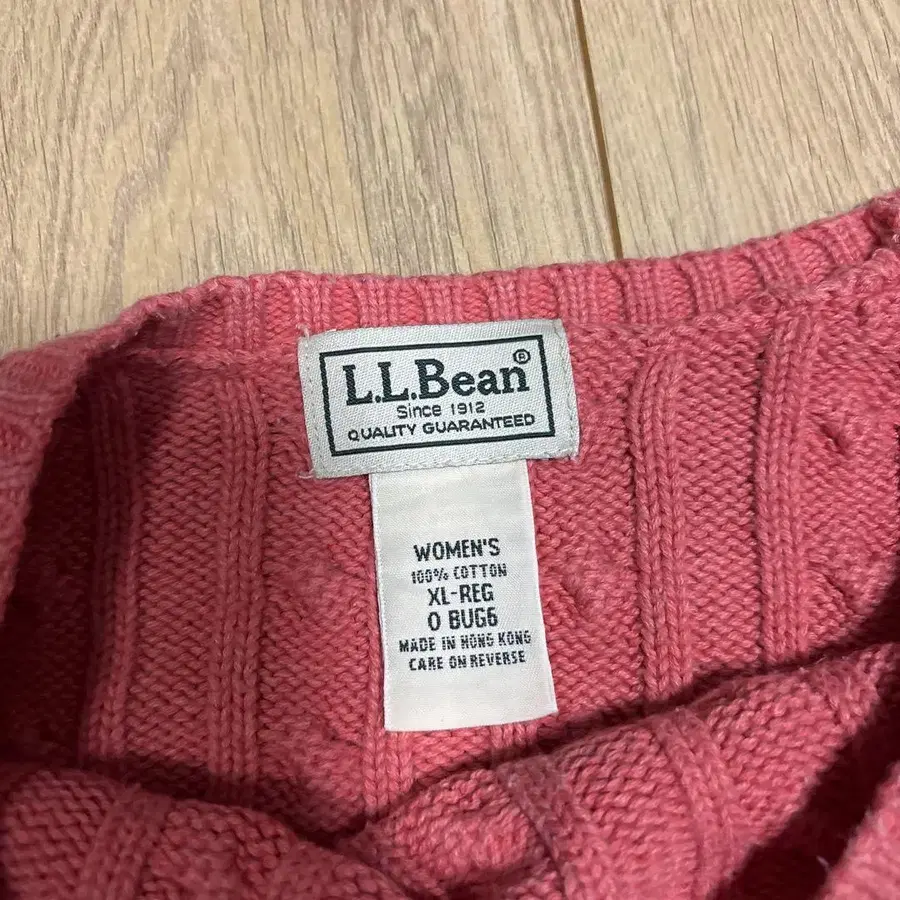 L.L.Bean®
Since 1912
QUALITY GUARANTEED
WOMEN'S
100% COTTON
XL-REG
0 BUG6
MADE IN HONG KONG
CARE ON REVERSE